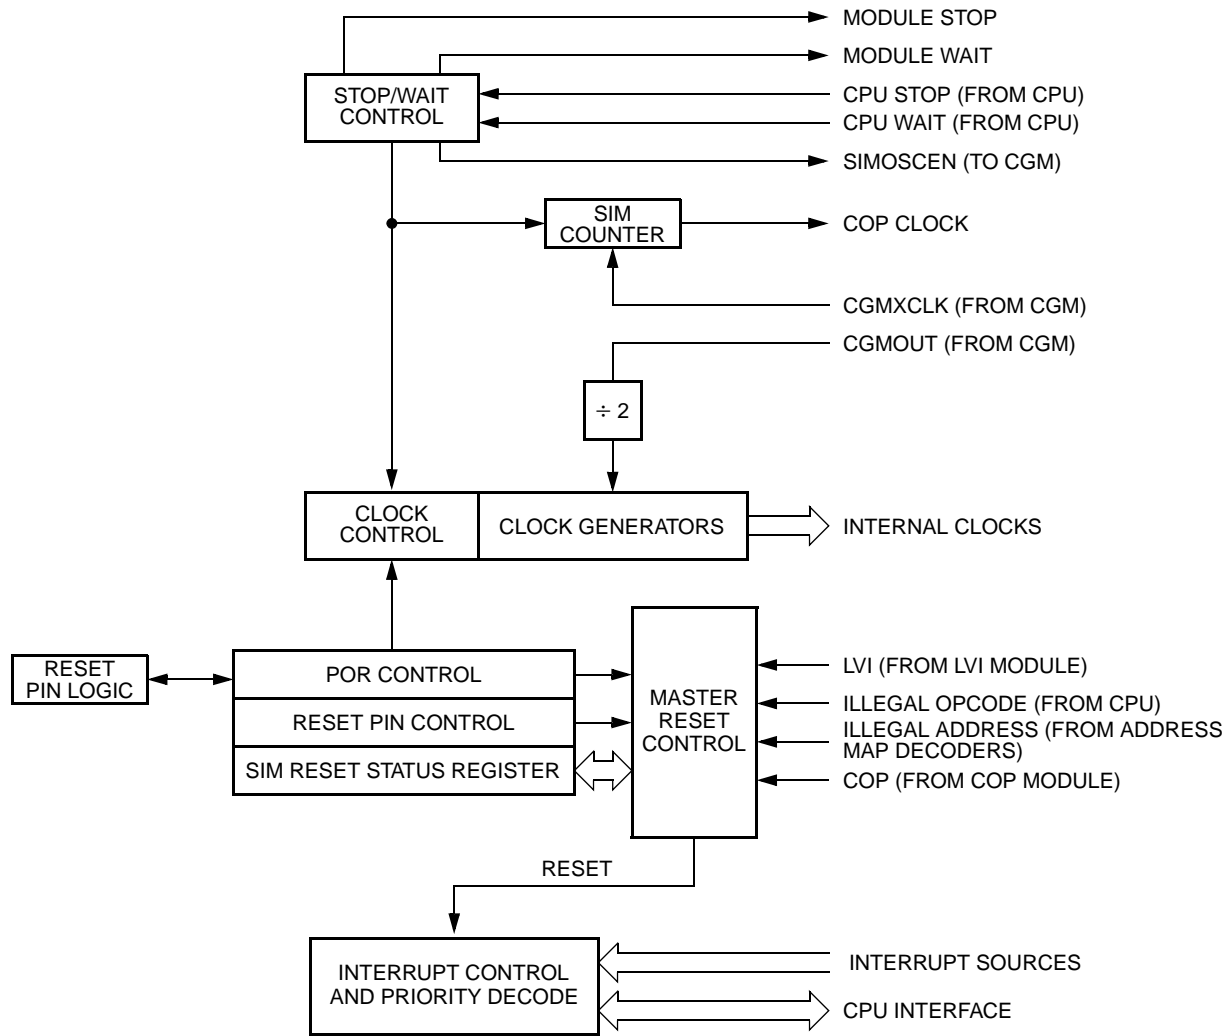 MODULE STOP
MODULE WAIT
STOP/WAIT
CONTROL
CPU STOP (FROM CPU)
CPU WAIT (FROM CPU)
SIMOSCEN (TO CGM)
SIM
COUNTER
COP CLOCK
CGMXCLK (FROM CGM)
CGMOUT (FROM CGM)
÷ 2
CLOCK
CONTROL
CLOCK GENERATORS
INTERNAL CLOCKS
RESET
PIN LOGIC
POR CONTROL
RESET PIN CONTROL
SIM RESET STATUS REGISTER
MASTER
RESET
CONTROL
LVI (FROM LVI MODULE)
ILLEGAL OPCODE (FROM CPU)
ILLEGAL ADDRESS (FROM ADDRESS
MAP DECODERS)
COP (FROM COP MODULE)
RESET
INTERRUPT CONTROL
AND PRIORITY DECODE
INTERRUPT SOURCES
CPU INTERFACE